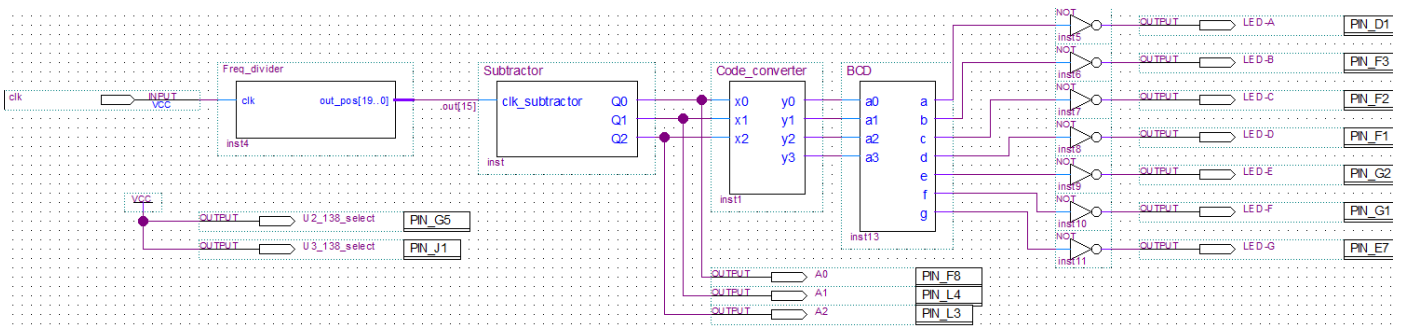 clk
INPUT
VCC
Freq_divider
clk
out_pos[19..0]
inst4
.out[15]
Subtractor
clk_subtractor
Q0
Q1
Q2
inst
Code_converter
x0
x1
x2
y0
y1
y2
y3
inst1
BCD
a0
a1
a2
a3
a
b
c
d
e
f
g
inst13
NOT
inst5
OUTPUT
LED-A
PIN_D1
NOT
inst6
OUTPUT
LED-B
PIN_F3
NOT
inst7
OUTPUT
LED-C
PIN_F2
NOT
inst8
OUTPUT
LED-D
PIN_F1
NOT
inst9
OUTPUT
LED-E
PIN_G2
NOT
inst10
OUTPUT
LED-F
PIN_G1
NOT
inst11
OUTPUT
LED-G
PIN_E7
VCC
OUTPUT
U2_138_select
PIN_G5
OUTPUT
U3_138_select
PIN_J1
OUTPUT
A0
PIN_F8
OUTPUT
A1
PIN_L4
OUTPUT
A2
PIN_L3